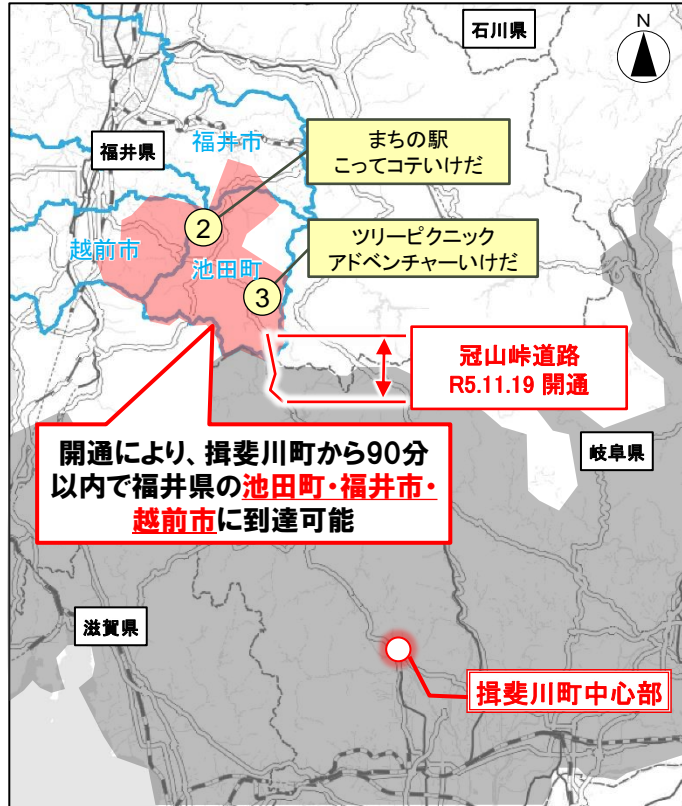 石川県
N
福井県
福井市
まちの駅
こってコテいけだ
②
越前市
池田町
ツリーピクニック
アドベンチャーいけだ
③
冠山峠道路
R5.11.19 開通
開通により、揖斐川町から90分
以内で福井県の池田町・福井市・
越前市に到達可能
岐阜県
滋賀県
揖斐川町中心部